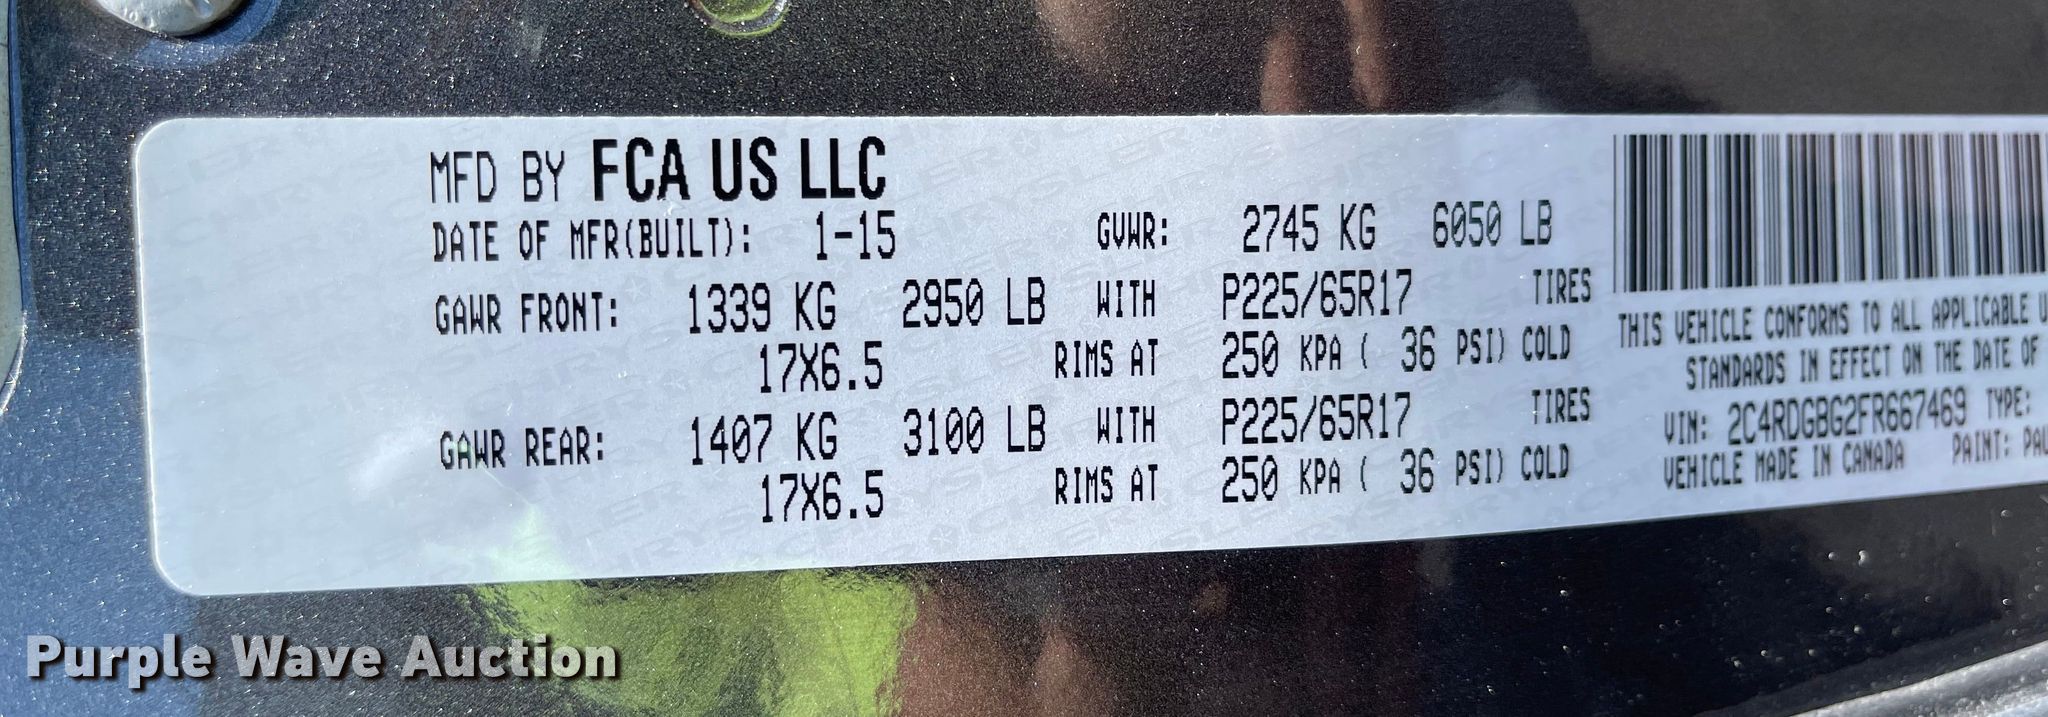 MFD BY FCA US LLC
DATE OF MFR(BUILT): 1-15 GVWR: 2745 KG 6050 LB
GAWR FRONT: 1339 KG 2950 LB WITH P225/65R17 TIRES
17X6.5 RIMS AT 250 KPA ( 36 PSI) COLD
GAWR REAR: 1407 KG 3100 LB WITH P225/65R17 TIRES
17X6.5 RIMS AT 250 KPA ( 36 PSI) COLD
THIS VEHICLE CONFORMS TO ALL APPLICABLE
STANDARDS IN EFFECT ON THE DATE OF
VIN: 2C4RDGBG2FR667469 TYPE:
VEHICLE MADE IN CANADA PAINT: PAU
Purple Wave Auction